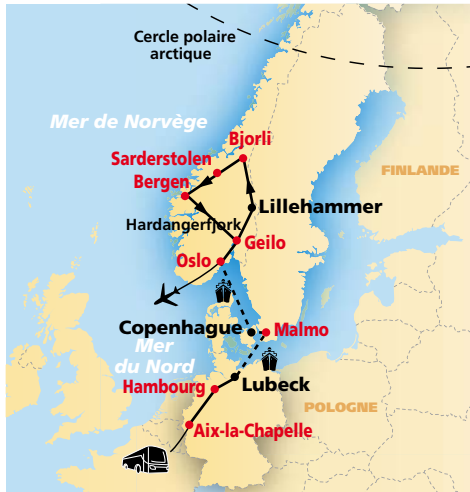 Cercle polaire
arctique
Mer de Norvège
Bjorli
Sarderstolen
Bergen
FINLANDE
Lillehammer
Hardangerfjork
Geilo
Oslo
Copenhague
Malmo
Mer
du Nord
Hambourg
Lubeck
POLOGNE
Aix-la-Chapelle